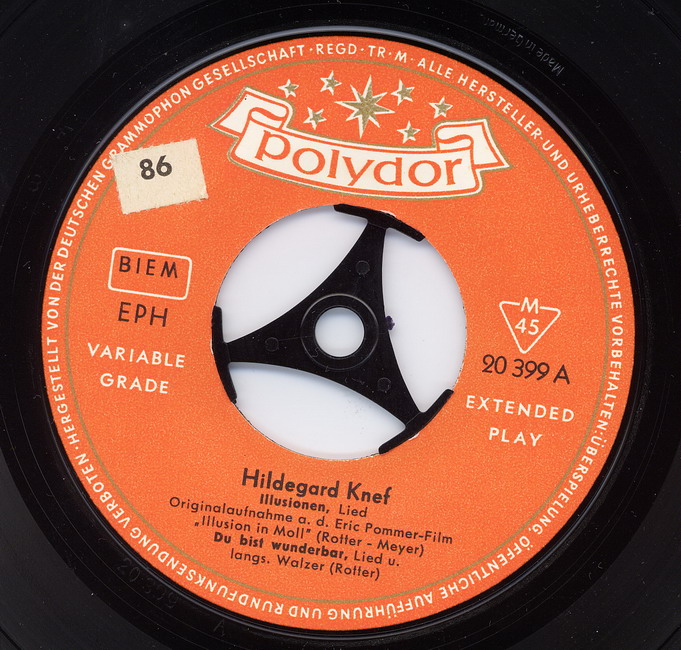 Made in Germany
HERGESTELLT VON DER DEUTSCHEN GRAMMOPHON GESELLSCHAFT · REGD · TR · M · ALLE HERSTELLER- UND URHEBERRECHTE VORBEHALTEN: ÜBERSPIELUNG, ÖFFENTLICHE AUFFÜHRUNG UND RUNDFUNKSENDUNG VERBOTEN ·
polydor
86
BIEM
EPH
VARIABLE
GRADE
M
45
20 399 A
EXTENDED
PLAY
Hildegard Knef
Illusionen, Lied
Originalaufnahme a. d. Eric Pommer-Film
„Illusion in Moll" (Rotter - Meyer)
Du bist wunderbar, Lied u.
langs. Walzer (Rotter)